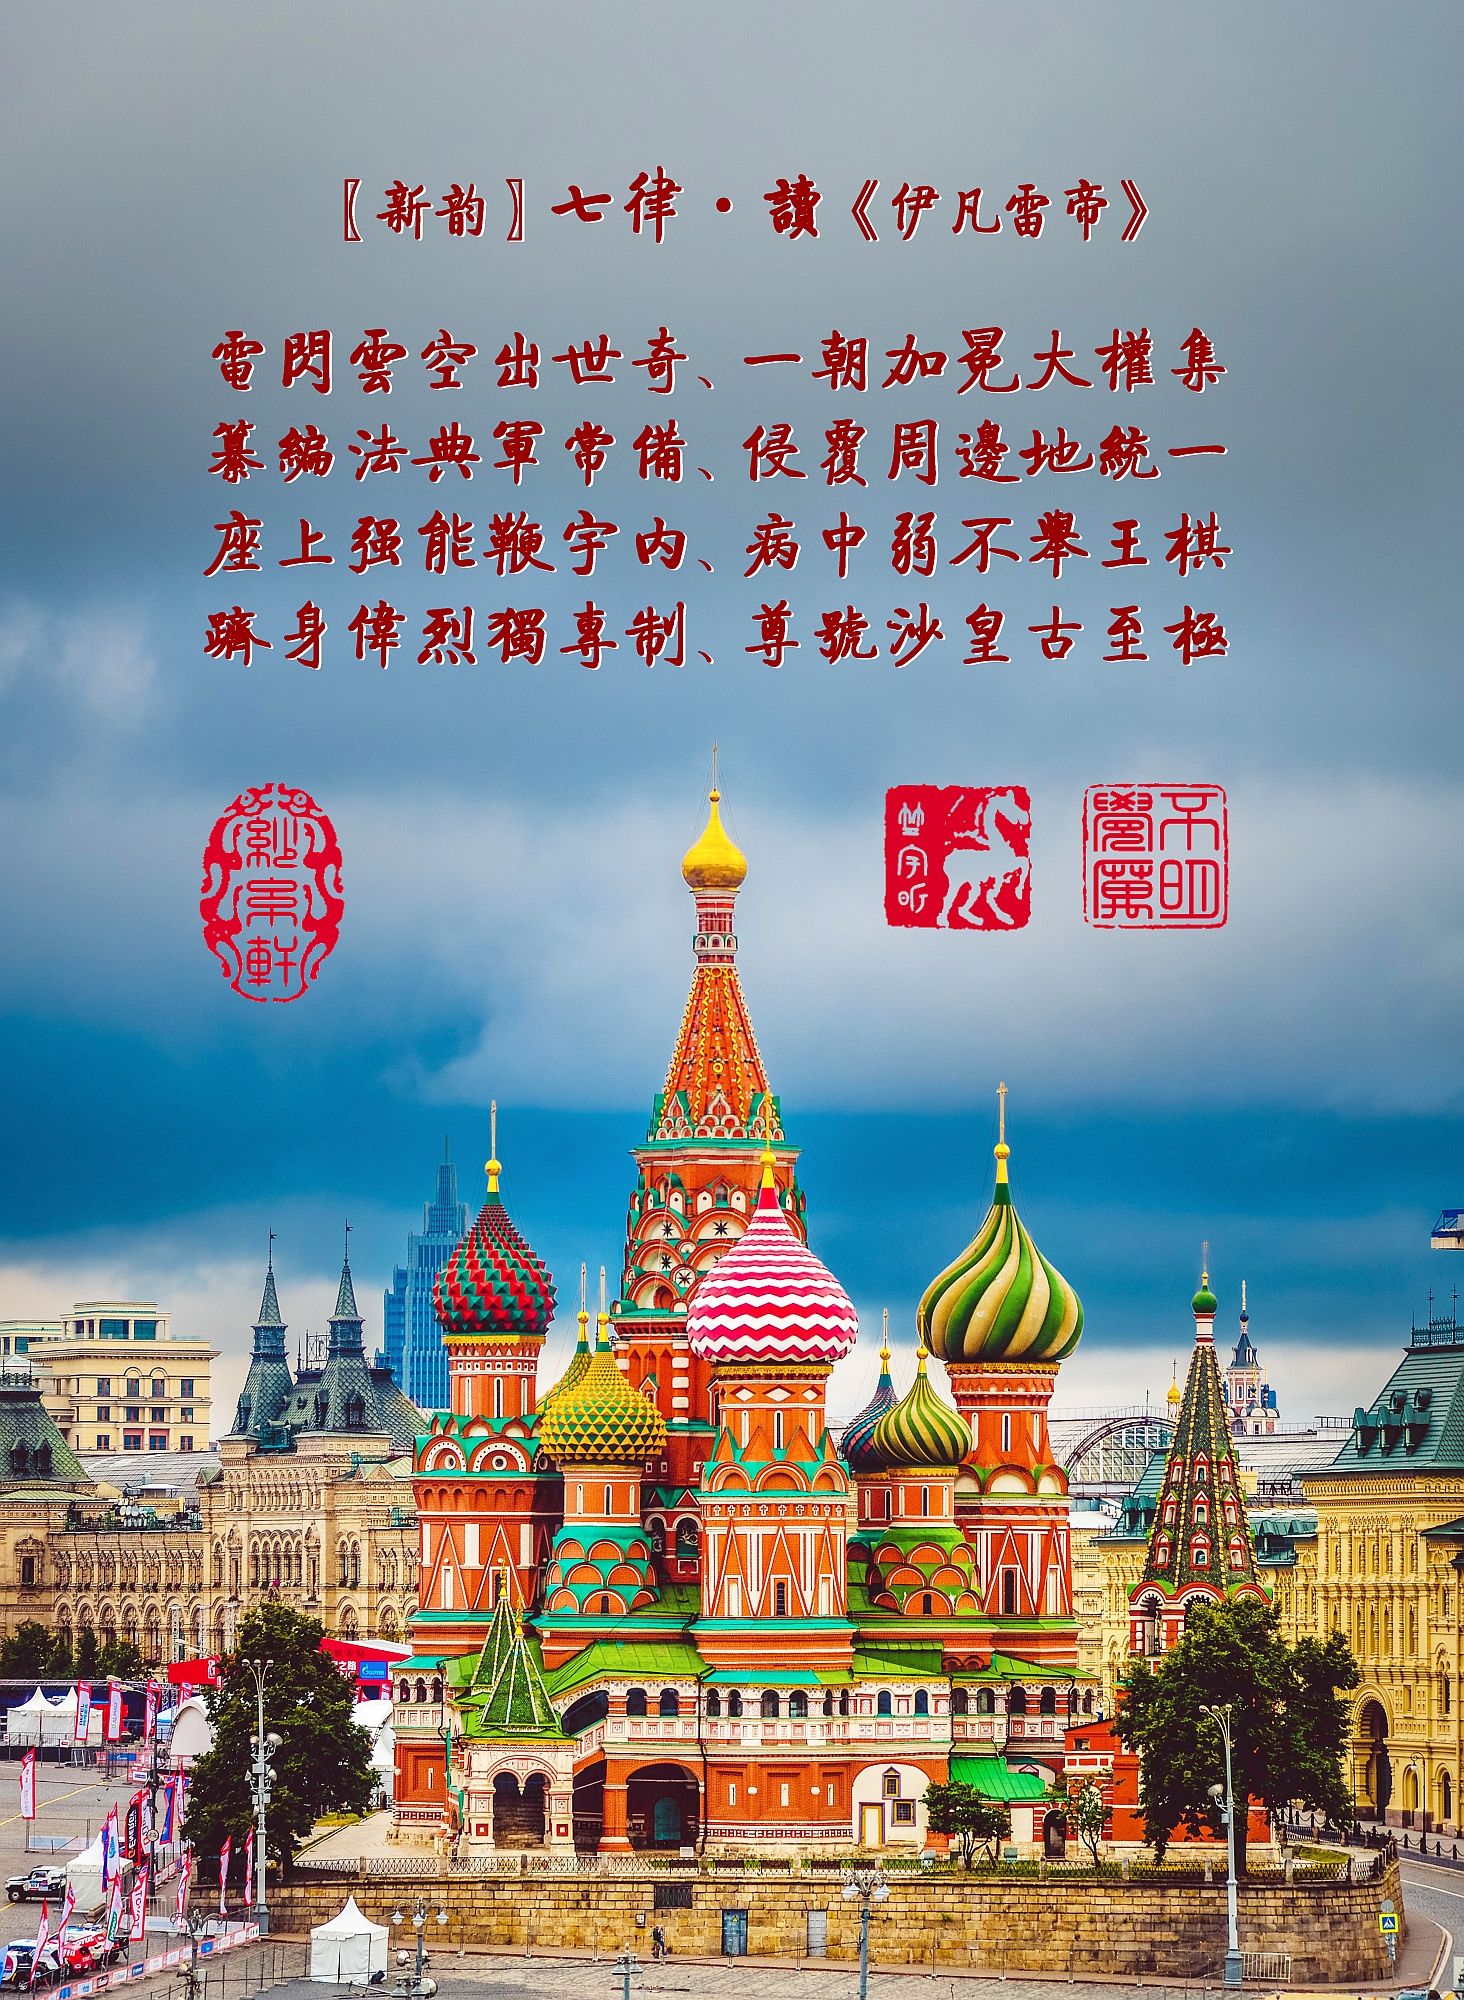 〖新韵〗七律·讀《伊凡雷帝》
電閃雲空出世奇、一朝加冕大權集
纂編法典軍常備、侵覆周邊地統一
座上强能鞭宇内、病中弱不舉王棋
躋身偉烈獨專制、尊號沙皇古至極